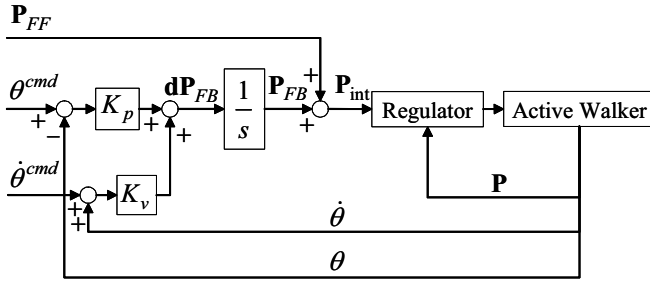 P_FF
θ^cmd
+
−
K_p
+
dP_FB
+
1/s
P_FB
+
+
P_int
Regulator
Active Walker
θ̇^cmd
+
+
K_v
P
θ̇
θ